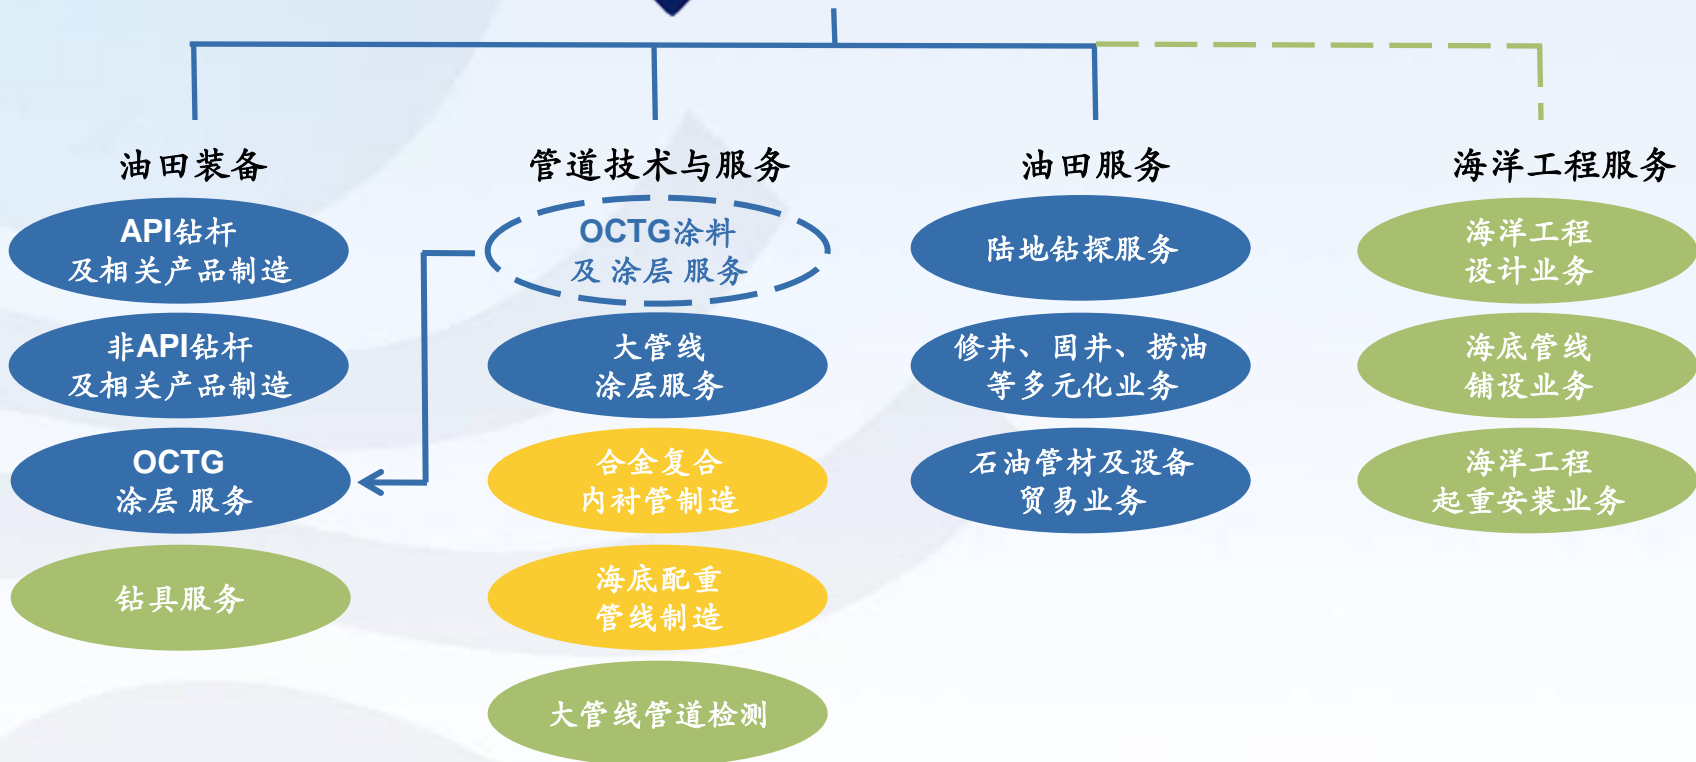 油田装备
API钻杆
及相关产品制造
非API钻杆
及相关产品制造
OCTG
涂层 服务
钻具服务
管道技术与服务
OCTG涂料
及 涂层 服务
大管线
涂层服务
合金复合
内衬管制造
海底配重
管线制造
大管线管道检测
油田服务
陆地钻探服务
修井、固井、捞油
等多元化业务
石油管材及设备
贸易业务
海洋工程服务
海洋工程
设计业务
海底管线
铺设业务
海洋工程
起重安装业务